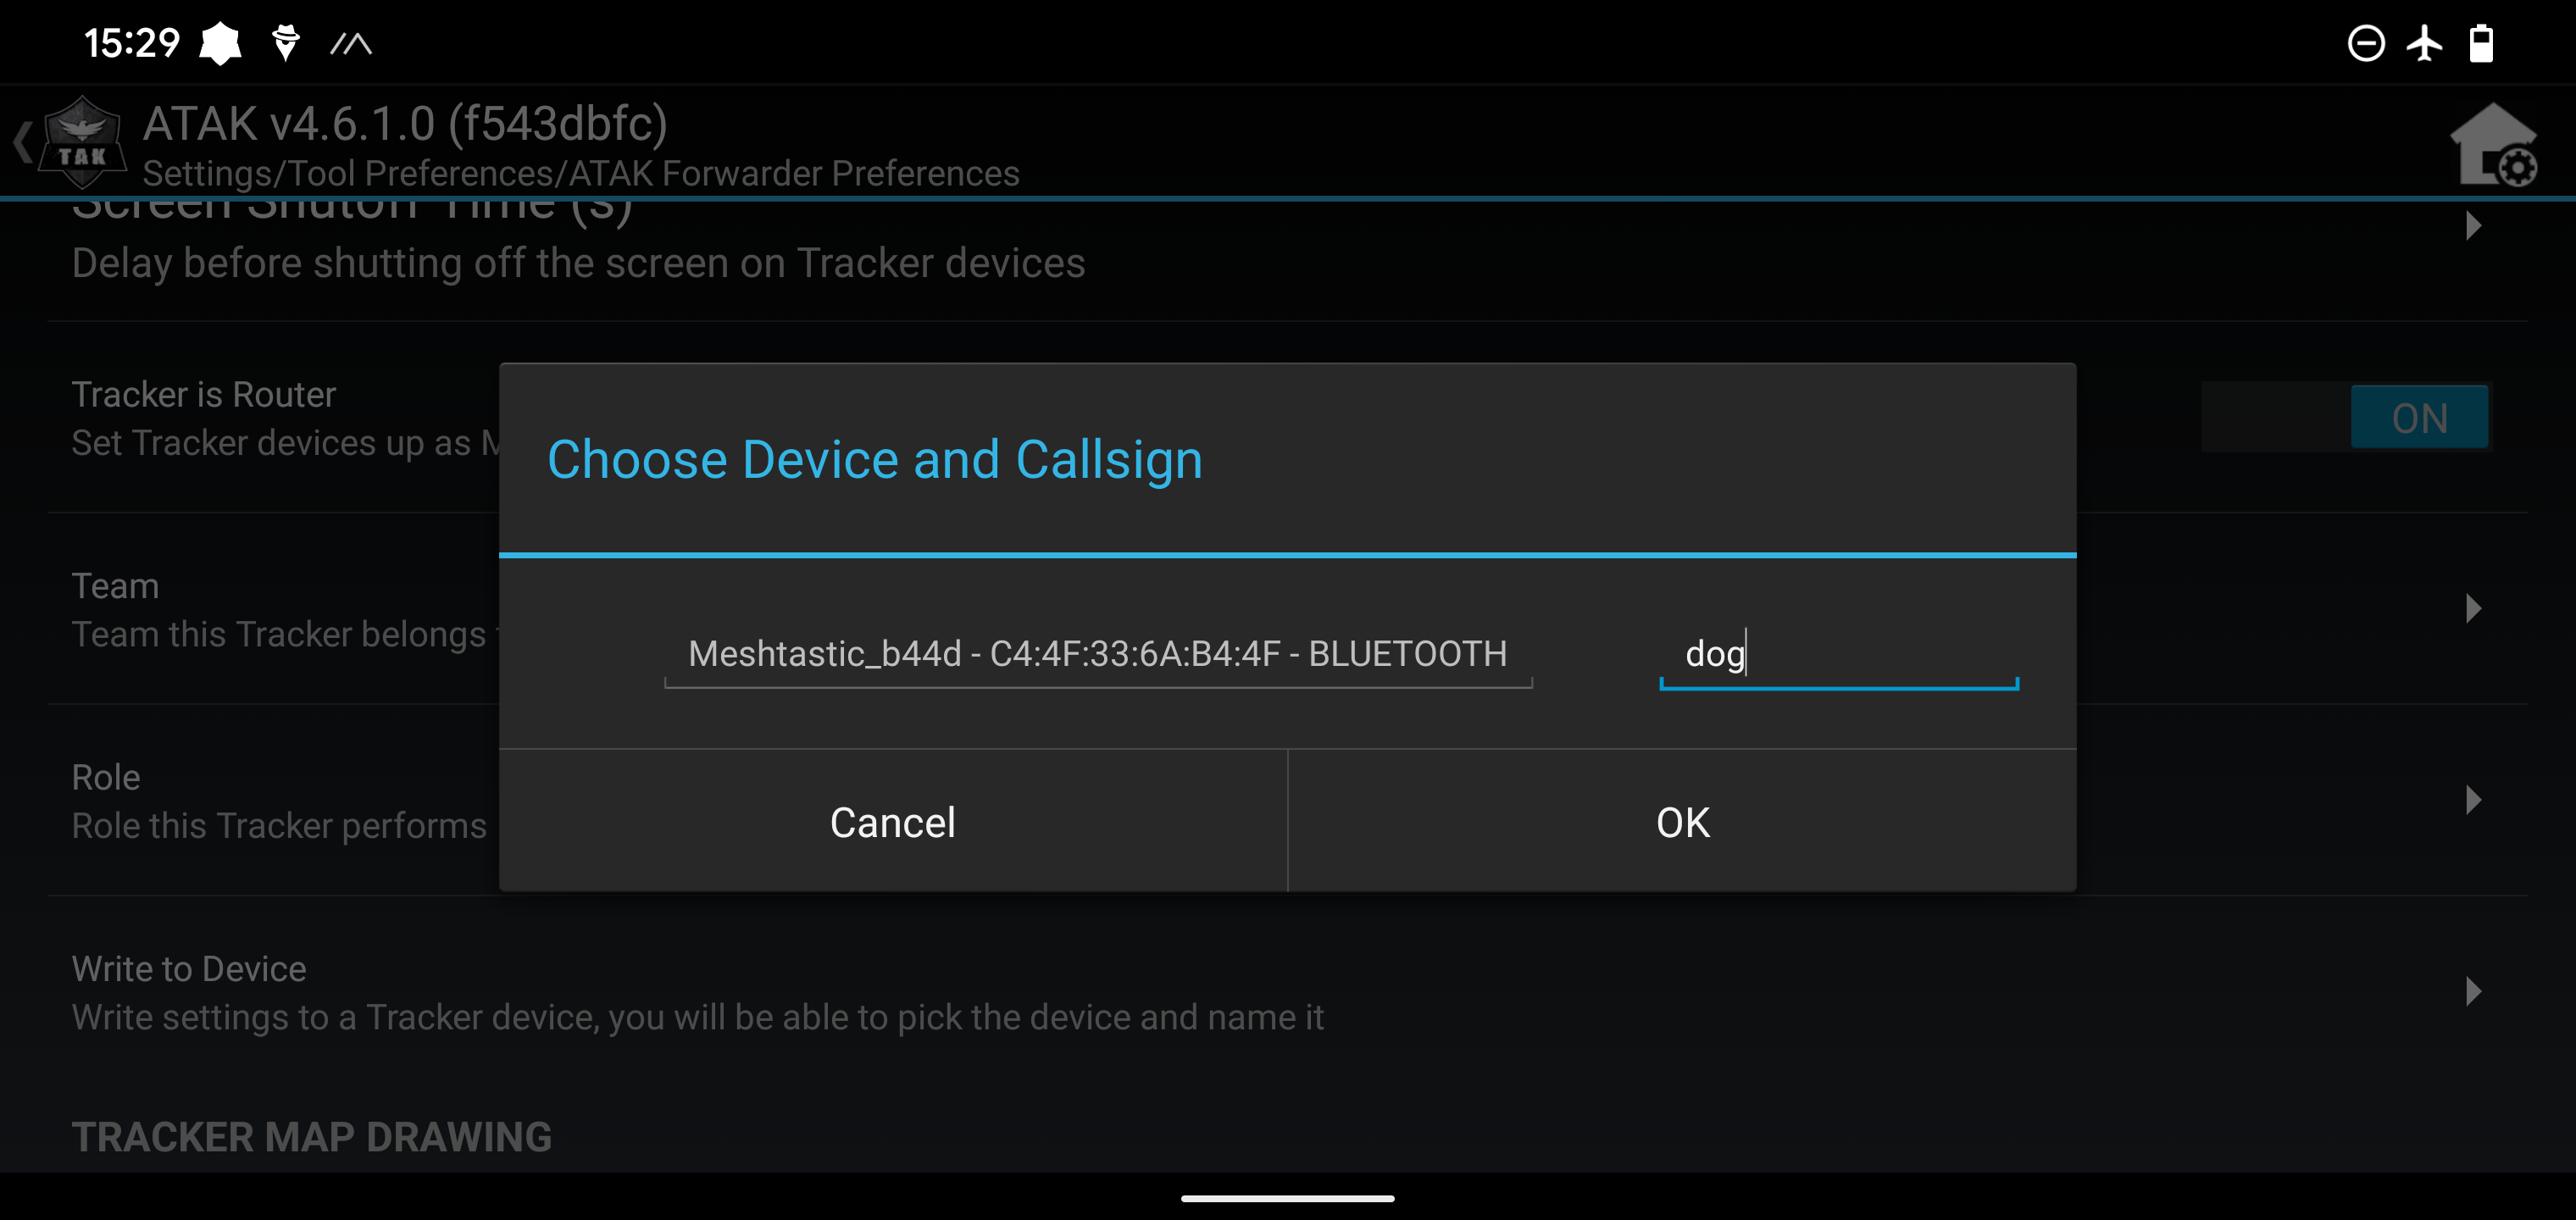 15:29
ATAK v4.6.1.0 (f543dbfc)
TAK
Settings/Tool Preferences/ATAK Forwarder Preferences
Screen Shutoff Time (s)
Delay before shutting off the screen on Tracker devices
Tracker is Router
Set Tracker devices up as M
ON
Choose Device and Callsign
Team
Team this Tracker belongs
Meshtastic_b44d - C4:4F:33:6A:B4:4F - BLUETOOTH
dog
Role
Role this Tracker performs
Cancel
OK
Write to Device
Write settings to a Tracker device, you will be able to pick the device and name it
TRACKER MAP DRAWING